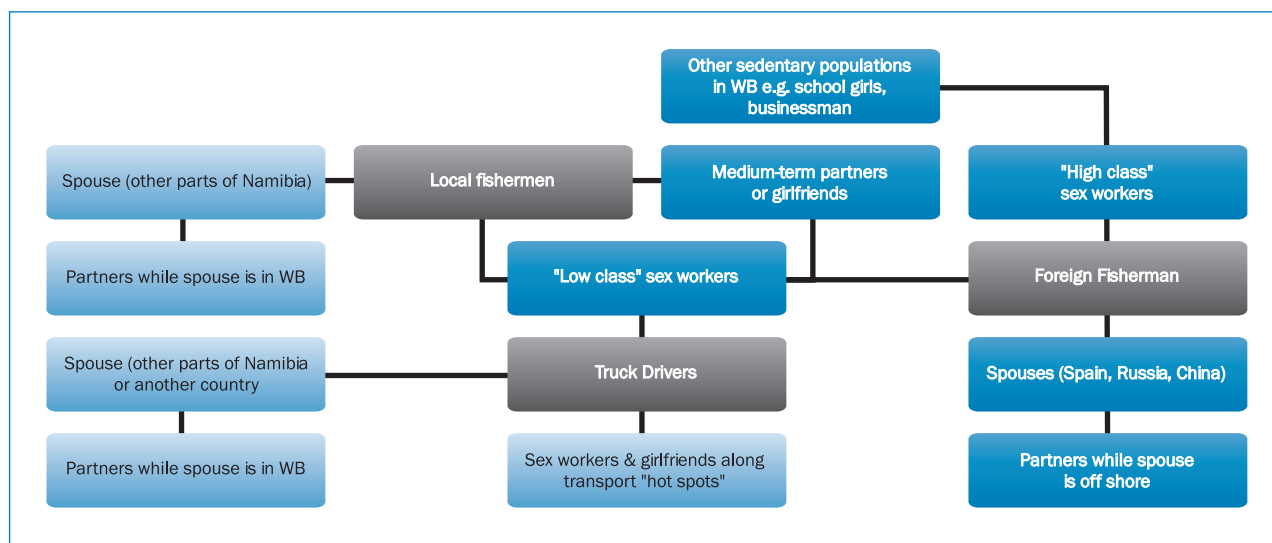 Other sedentary populations
in WB e.g. school girls,
businessman
Spouse (other parts of Namibia)
Local fishermen
Medium-term partners
or girlfriends
"High class"
sex workers
Partners while spouse is in WB
"Low class" sex workers
Foreign Fisherman
Spouse (other parts of Namibia
or another country
Truck Drivers
Spouses (Spain, Russia, China)
Partners while spouse is in WB
Sex workers & girlfriends along
transport "hot spots"
Partners while spouse
is off shore